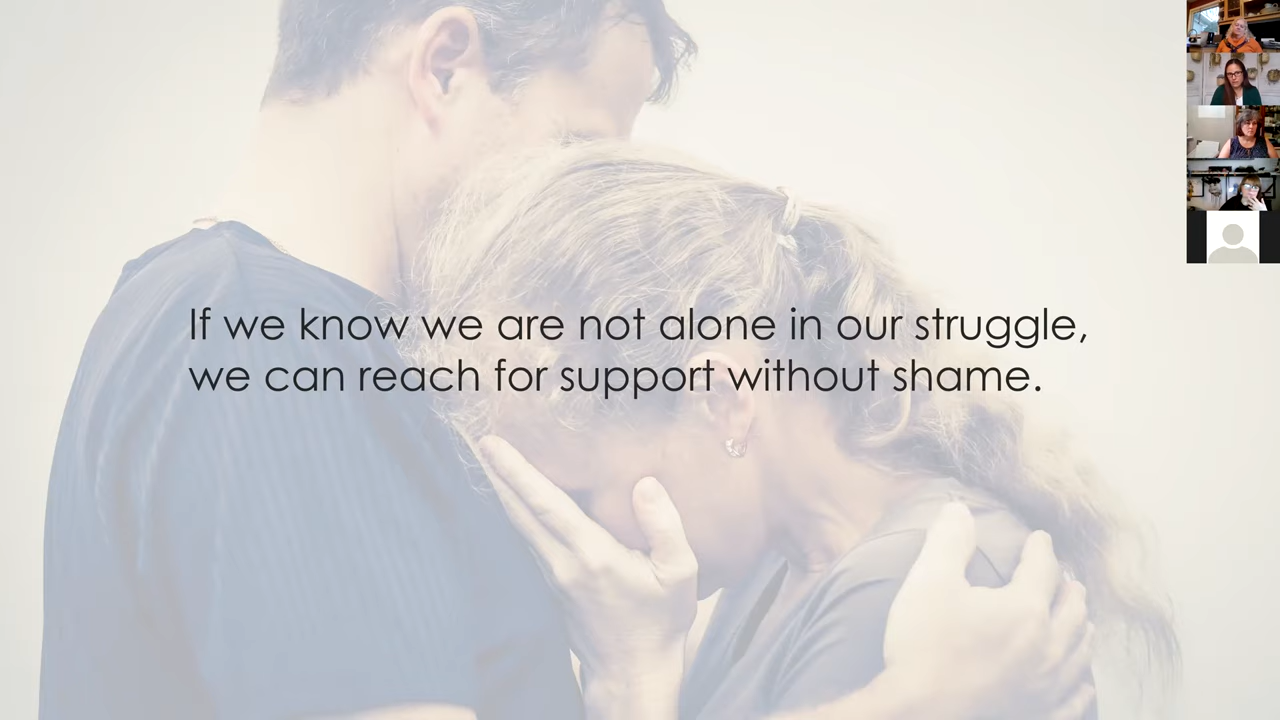 If we know we are not alone in our struggle,
we can reach for support without shame.